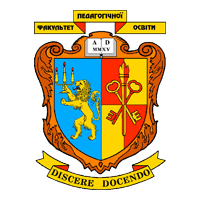 ПЕДАГОГІЧНОЇ
ФАКУЛЬТЕТ ОСВІТИ
A D
MMXV
DISCERE DOCENDO